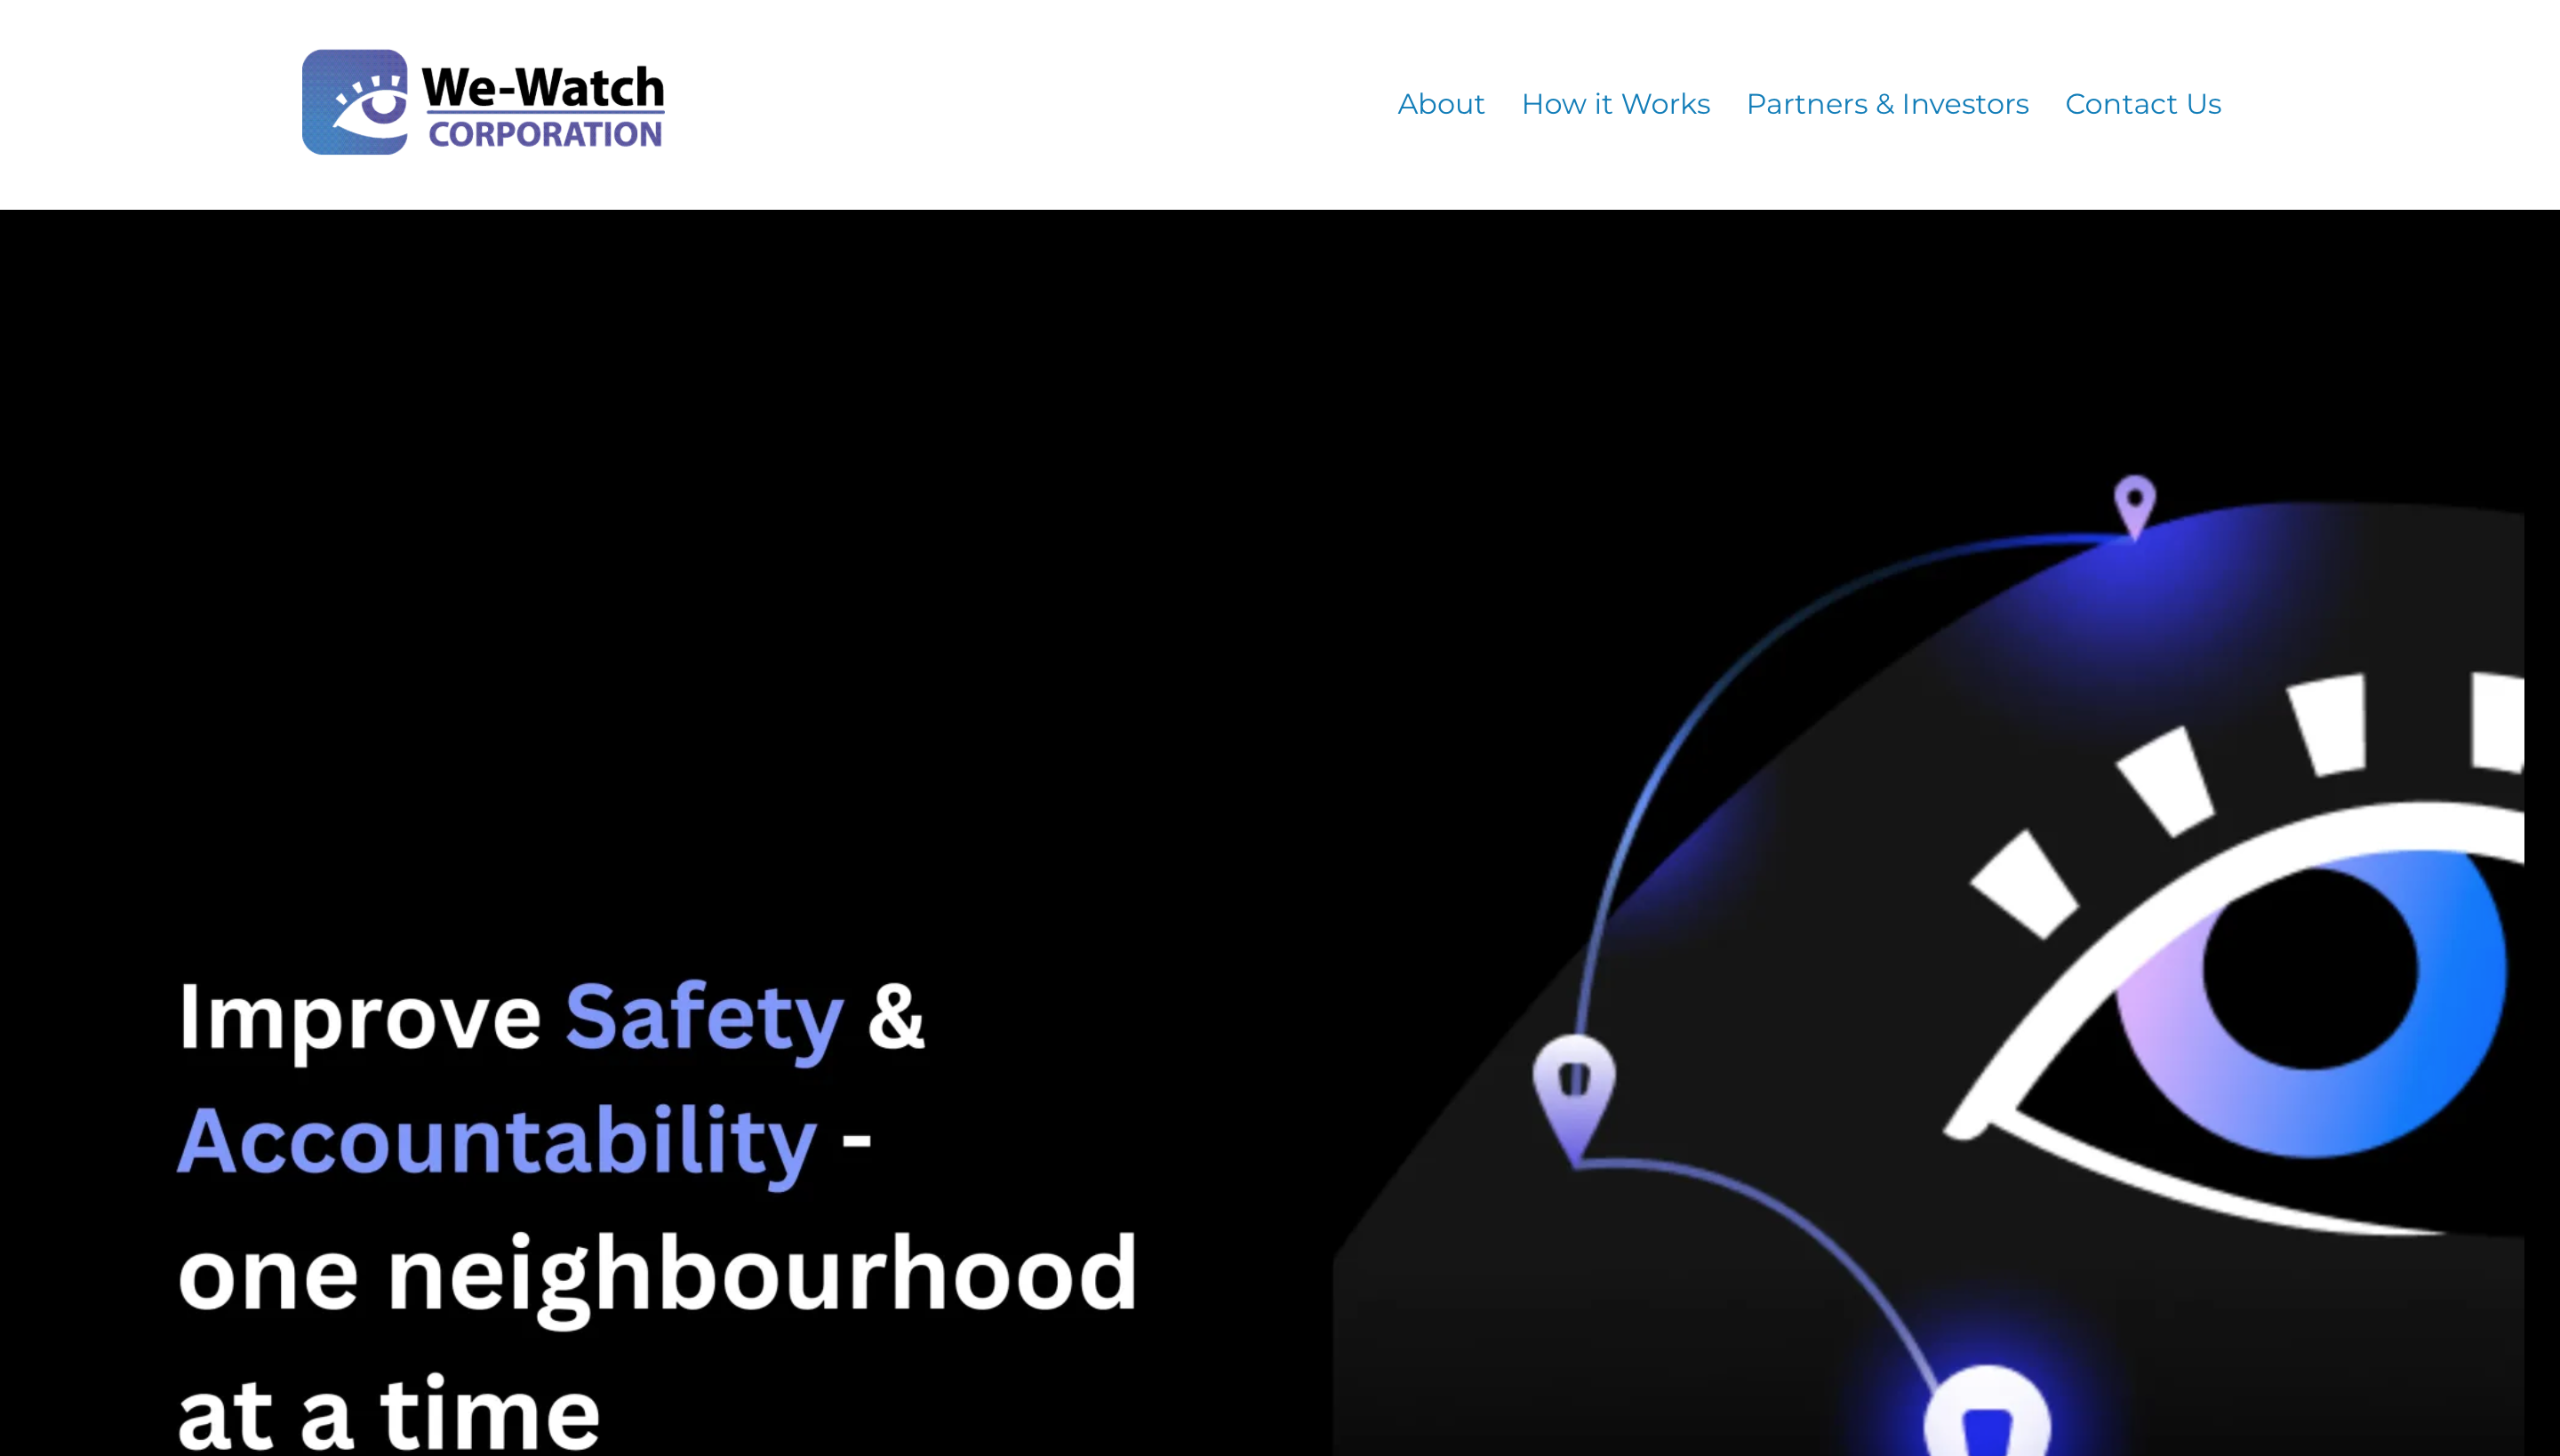 We-Watch
CORPORATION
About How it Works Partners & Investors Contact Us
Improve Safety &
Accountability -
one neighbourhood
at a time